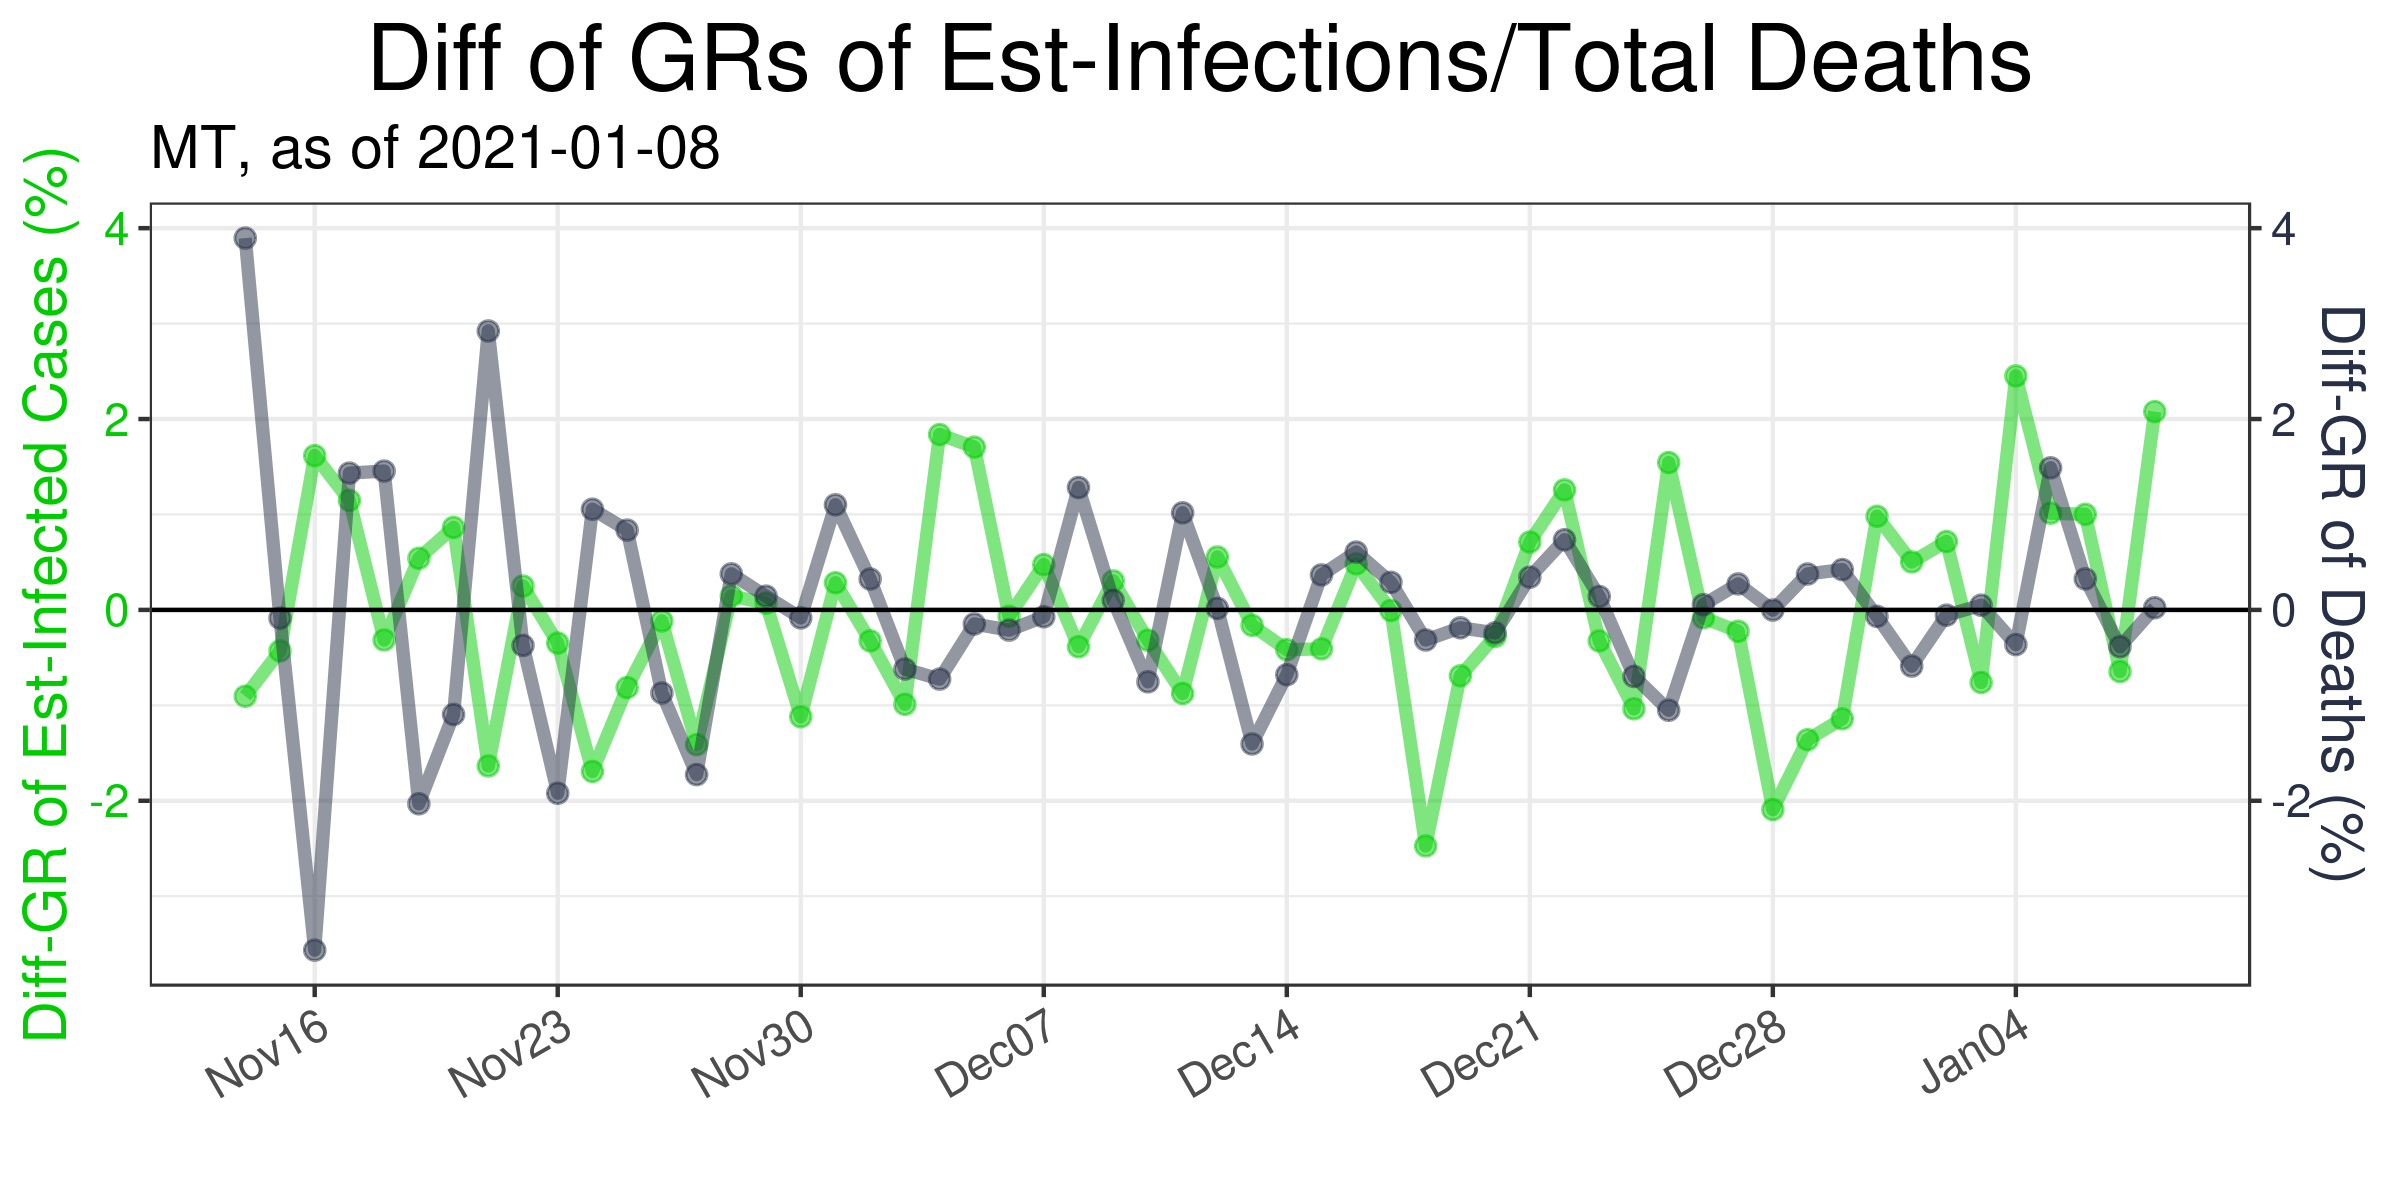 Diff of GRs of Est-Infections/Total Deaths
MT, as of 2021-01-08
Diff-GR of Est-Infected Cases (%)
4
2
0
-2
4
2
0
-2
Diff-GR of Deaths (%)
Nov16
Nov23
Nov30
Dec07
Dec14
Dec21
Dec28
Jan04